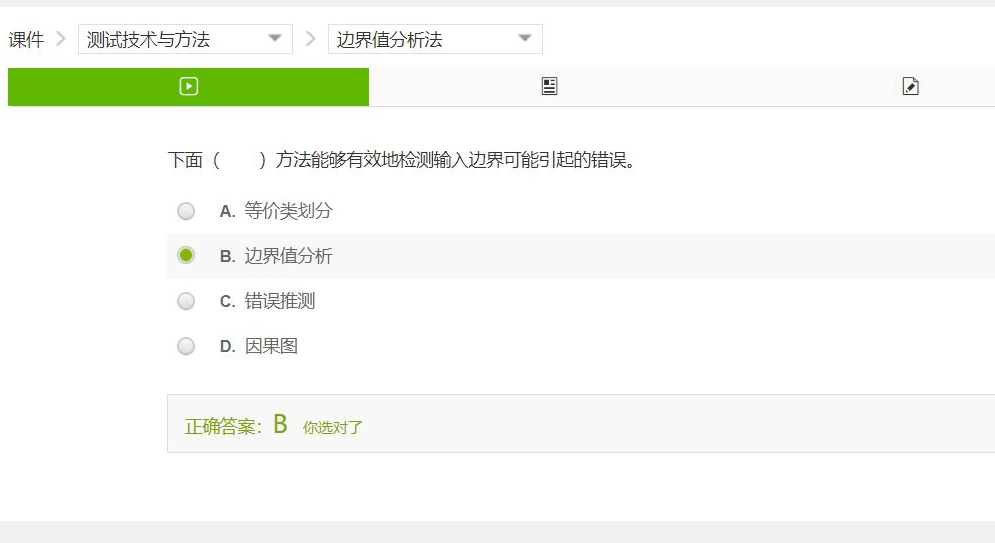 课件 测试技术与方法 边界值分析法
下面（ ）方法能够有效地检测输入边界可能引起的错误。
A. 等价类划分
B. 边界值分析
C. 错误推测
D. 因果图
正确答案：B 你选对了